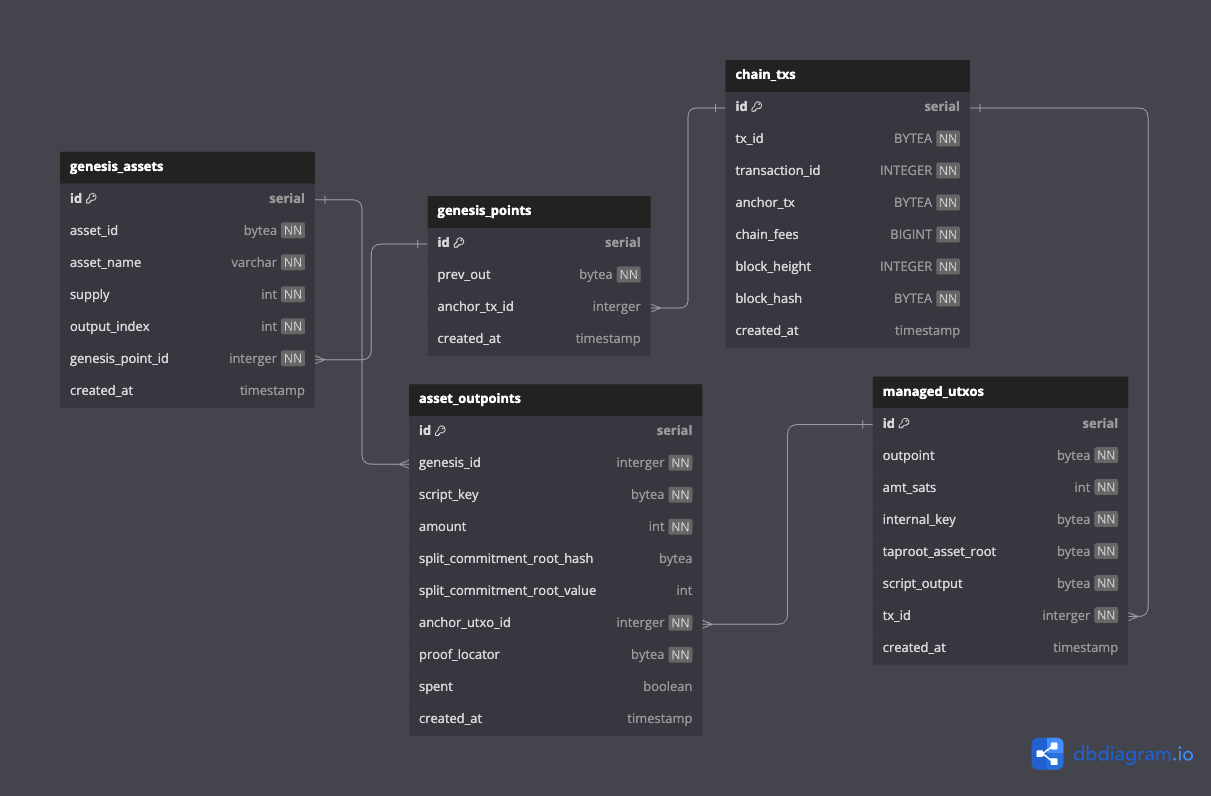 genesis_assets
id serial
asset_id bytea NN
asset_name varchar NN
supply int NN
output_index int NN
genesis_point_id interger NN
created_at timestamp
genesis_points
id serial
prev_out bytea NN
anchor_tx_id interger
created_at timestamp
chain_txs
id serial
tx_id BYTEA NN
transaction_id INTEGER NN
anchor_tx BYTEA NN
chain_fees BIGINT NN
block_height INTEGER NN
block_hash BYTEA NN
created_at timestamp
asset_outpoints
id serial
genesis_id interger NN
script_key bytea NN
amount int NN
split_commitment_root_hash bytea
split_commitment_root_value int
anchor_utxo_id interger NN
proof_locator bytea NN
spent boolean
created_at timestamp
managed_utxos
id serial
outpoint bytea NN
amt_sats int NN
internal_key bytea NN
taproot_asset_root bytea NN
script_output bytea NN
tx_id interger NN
created_at timestamp
dbdiagram.io